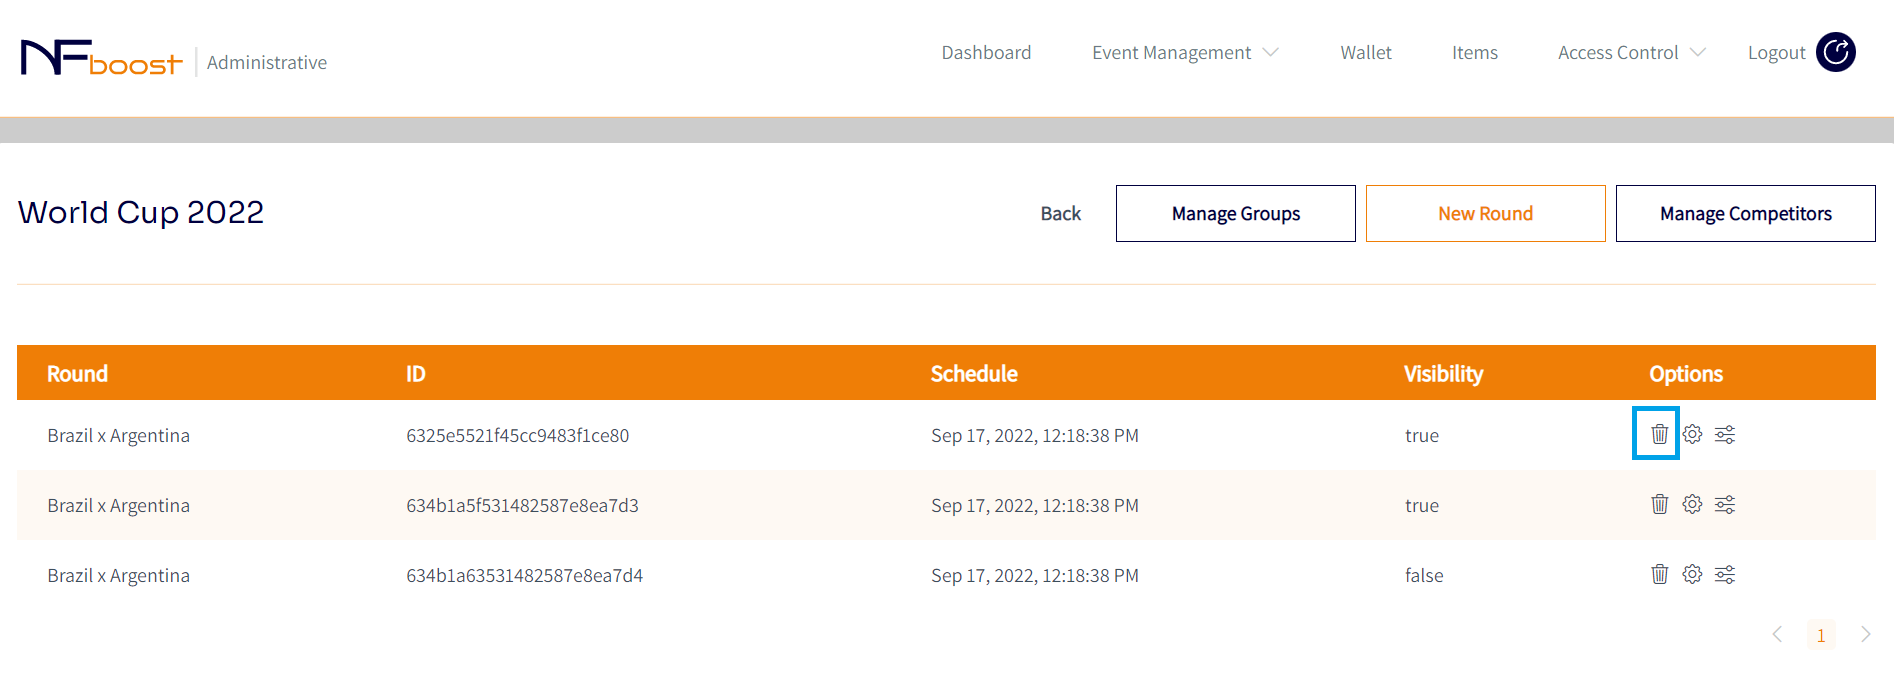 NFboost Administrative Dashboard Event Management Wallet Items Access Control Logout
World Cup 2022 Back Manage Groups New Round Manage Competitors
Round ID Schedule Visibility Options
Brazil x Argentina 6325e5521f45cc9483f1ce80 Sep 17, 2022, 12:18:38 PM true
Brazil x Argentina 634b1a5f531482587e8ea7d3 Sep 17, 2022, 12:18:38 PM true
Brazil x Argentina 634b1a63531482587e8ea7d4 Sep 17, 2022, 12:18:38 PM false
1